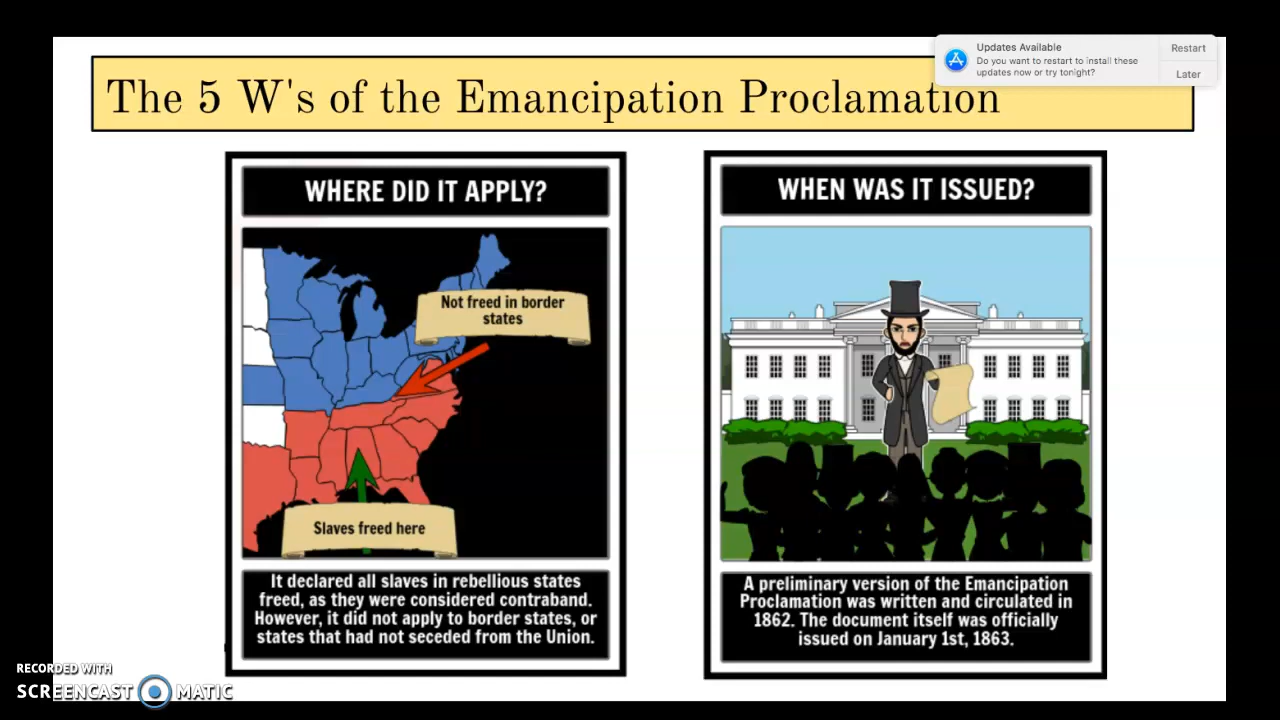 Updates Available
Do you want to restart to install these
updates now or try tonight?
Restart
Later
The 5 W's of the Emancipation Proclamation
WHERE DID IT APPLY?
Not freed in border
states
Slaves freed here
It declared all slaves in rebellious states
freed, as they were considered contraband.
However, it did not apply to border states, or
states that had not seceded from the Union.
WHEN WAS IT ISSUED?
A preliminary version of the Emancipation
Proclamation was written and circulated in
1862. The document itself was officially
issued on January 1st, 1863.
RECORDED WITH
SCREENCAST MATIC